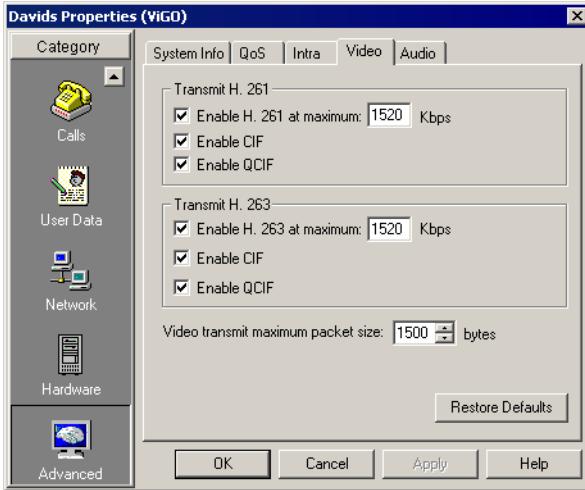 Davids Properties (ViGO)
Category
Calls
User Data
Network
Hardware
Advanced
System Info QoS Intra Video Audio
Transmit H. 261
Enable H. 261 at maximum: 1520 Kbps
Enable CIF
Enable QCIF
Transmit H. 263
Enable H. 263 at maximum: 1520 Kbps
Enable CIF
Enable QCIF
Video transmit maximum packet size: 1500 bytes
Restore Defaults
OK Cancel Apply Help